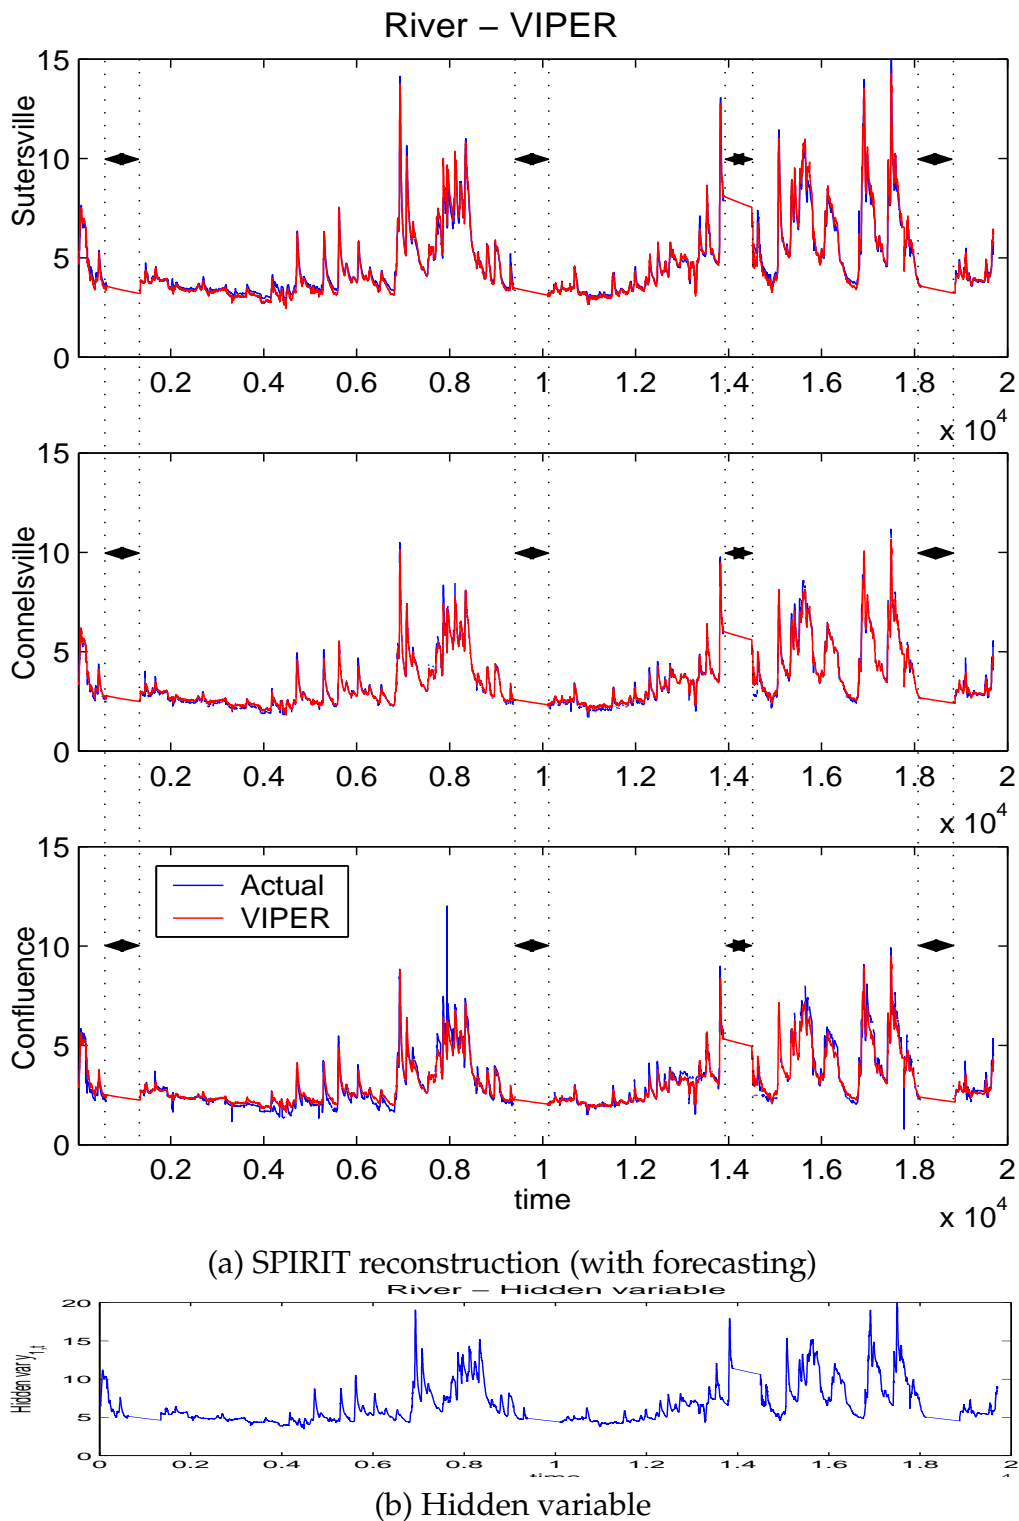 River – VIPER
15
10
5
0
Sutersville
0.2 0.4 0.6 0.8 1 1.2 1.4 1.6 1.8 2
x 10^4
15
10
5
0
Connelsville
0.2 0.4 0.6 0.8 1 1.2 1.4 1.6 1.8 2
x 10^4
15
10
5
0
Confluence
Actual
VIPER
0.2 0.4 0.6 0.8 1 1.2 1.4 1.6 1.8 2
time
x 10^4
(a) SPIRIT reconstruction (with forecasting)
River – Hidden variable
20
15
10
5
0
Hidden var y_1,t
0 0.2 0.4 0.6 0.8 1 1.2 1.4 1.6 1.8 2
time
(b) Hidden variable